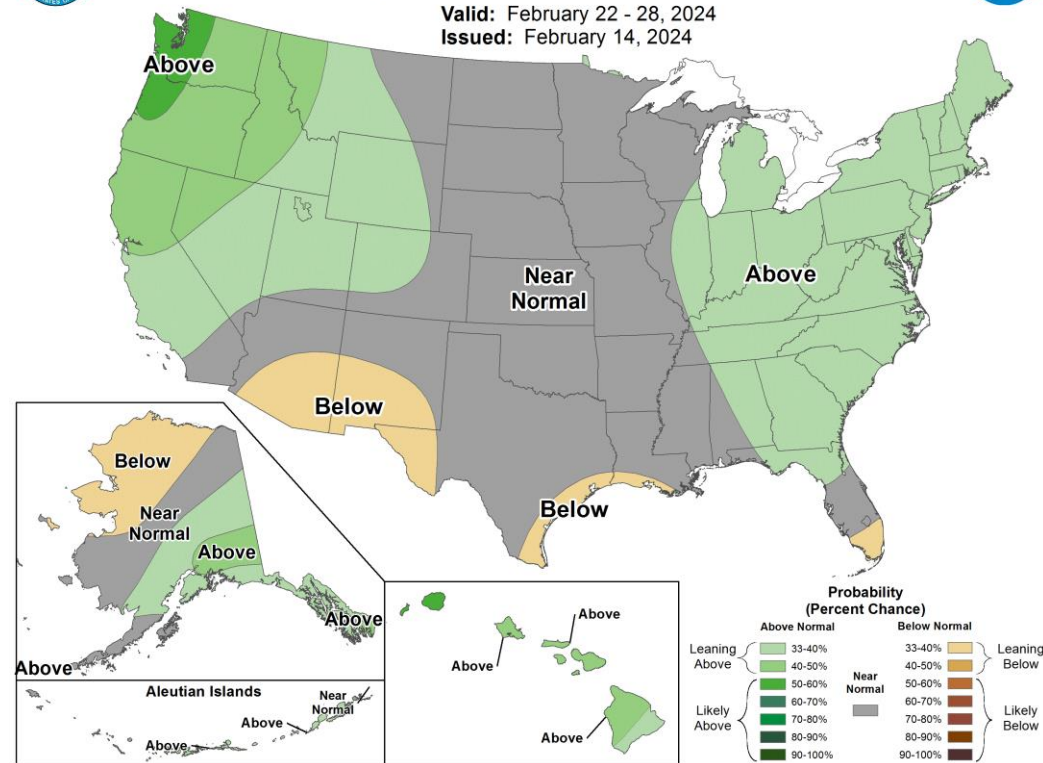 Valid: February 22 - 28, 2024
Issued: February 14, 2024
Above
Near
Normal
Above
Below
Below
Below
Near
Normal
Above
Above
Above
Aleutian Islands
Near
Normal
Above
Above
Above
Above
Above
Probability
(Percent Chance)
Above Normal
Below Normal
Leaning
Above
33-40%
40-50%
Likely
Above
50-60%
60-70%
70-80%
80-90%
90-100%
Near
Normal
33-40%
40-50%
Leaning
Below
50-60%
60-70%
70-80%
80-90%
90-100%
Likely
Below